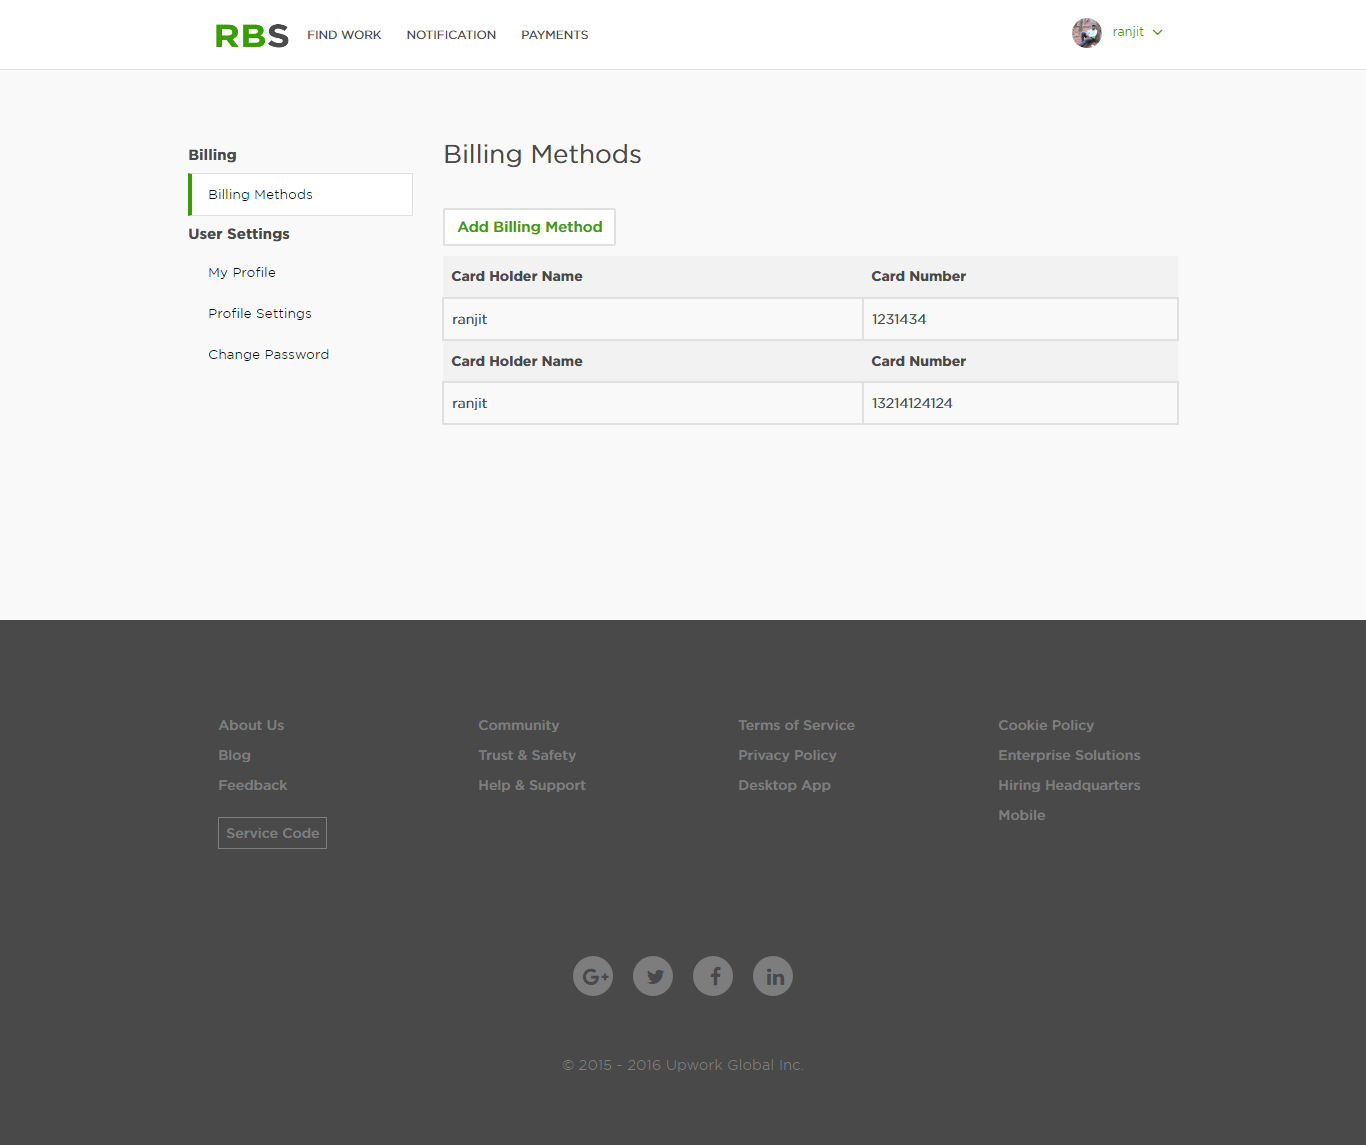 RBS FIND WORK NOTIFICATION PAYMENTS ranjit
Billing
Billing Methods
User Settings
My Profile
Profile Settings
Change Password
Billing Methods
Add Billing Method
Card Holder Name Card Number
ranjit 1231434
Card Holder Name Card Number
ranjit 13214124124
About Us
Blog
Feedback
Service Code
Community
Trust & Safety
Help & Support
Terms of Service
Privacy Policy
Desktop App
Cookie Policy
Enterprise Solutions
Hiring Headquarters
Mobile
G+ f in
© 2015 - 2016 Upwork Global Inc.